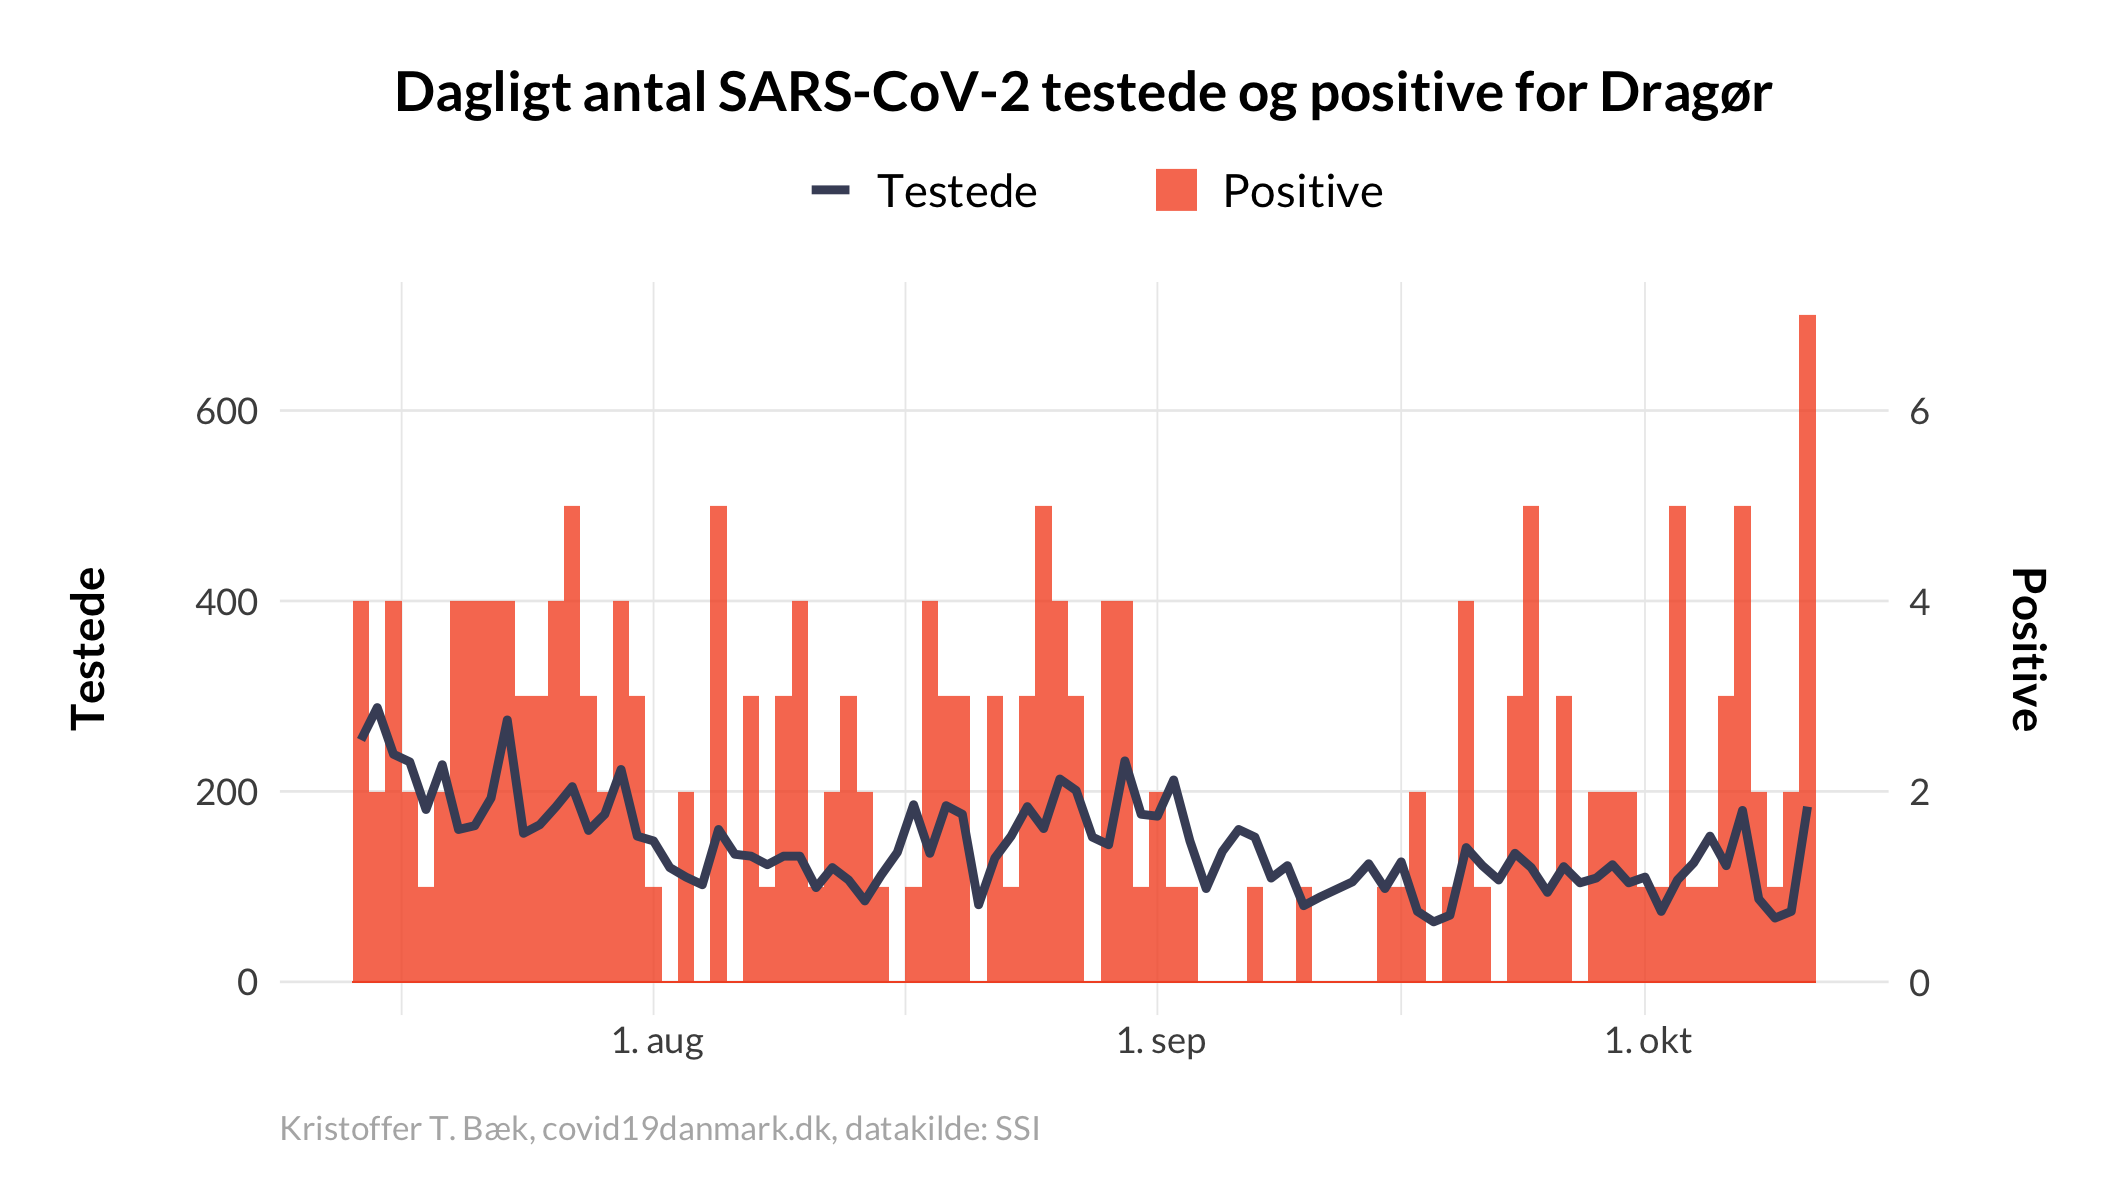 Dagligt antal SARS-CoV-2 testede og positive for Dragør
Testede Positive
600 6
400 4
200 2
0 0
Testede
Positive
1. aug 1. sep 1. okt
Kristoffer T. Bæk, covid19danmark.dk, datakilde: SSI